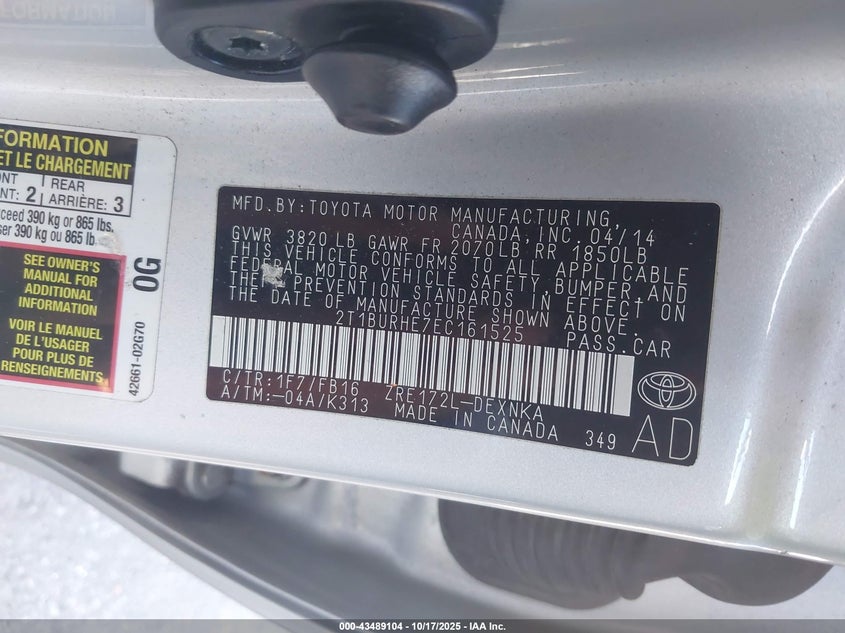 FORMATION
FORMATION
ET LE CHARGEMENT
REAR
2 ARRIÈRE: 3
390 kg or 865 lbs.
390 kg ou 865 lb
SEE OWNER'S
MANUAL FOR
ADDITIONAL
INFORMATION
VOIR LE MANUEL
DE L'USAGER
POUR PLUS DE
RENSEIGNEMENTS
42661-02G70
0G
MFD.BY:TOYOTA MOTOR MANUFACTURING
CANADA, INC. 04/14
GVWR 3820 LB GAWR FR 2070LB RR 1850LB
THIS VEHICLE CONFORMS TO ALL APPLICABLE
FEDERAL MOTOR VEHICLE SAFETY, BUMPER, AND
THEFT PREVENTION STANDARDS IN EFFECT ON
THE DATE OF MANUFACTURE SHOWN ABOVE.
2T1BURHE7EC161525 PASS.CAR
C/TR:1F7/FB16 ZRE172L-DEXNKA
A/TM:-04A/K313 MADE IN CANADA 349
AD
000-43489104 - 10/17/2025 - IAA Inc.